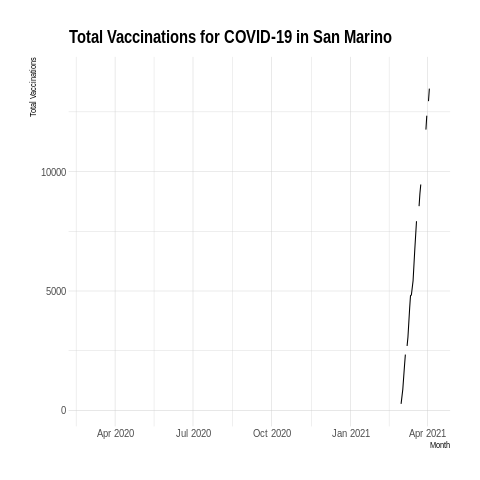 Total Vaccinations for COVID-19 in San Marino
Total Vaccinations
10000
5000
0
Apr 2020 Jul 2020 Oct 2020 Jan 2021 Apr 2021
Month